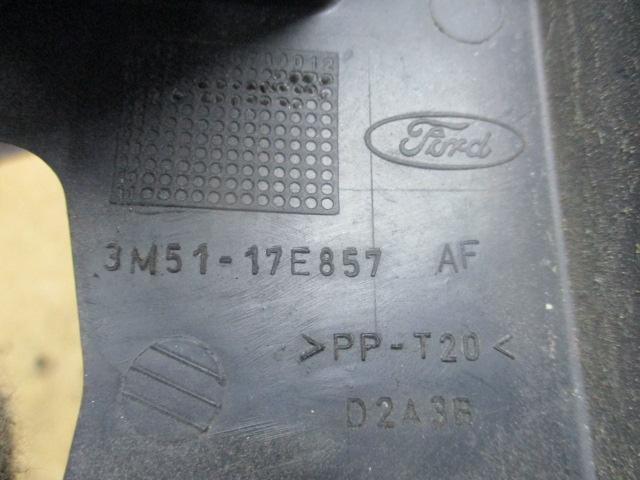 Ford
3M51-17E857 AF
>PP-T20<
D2A3B